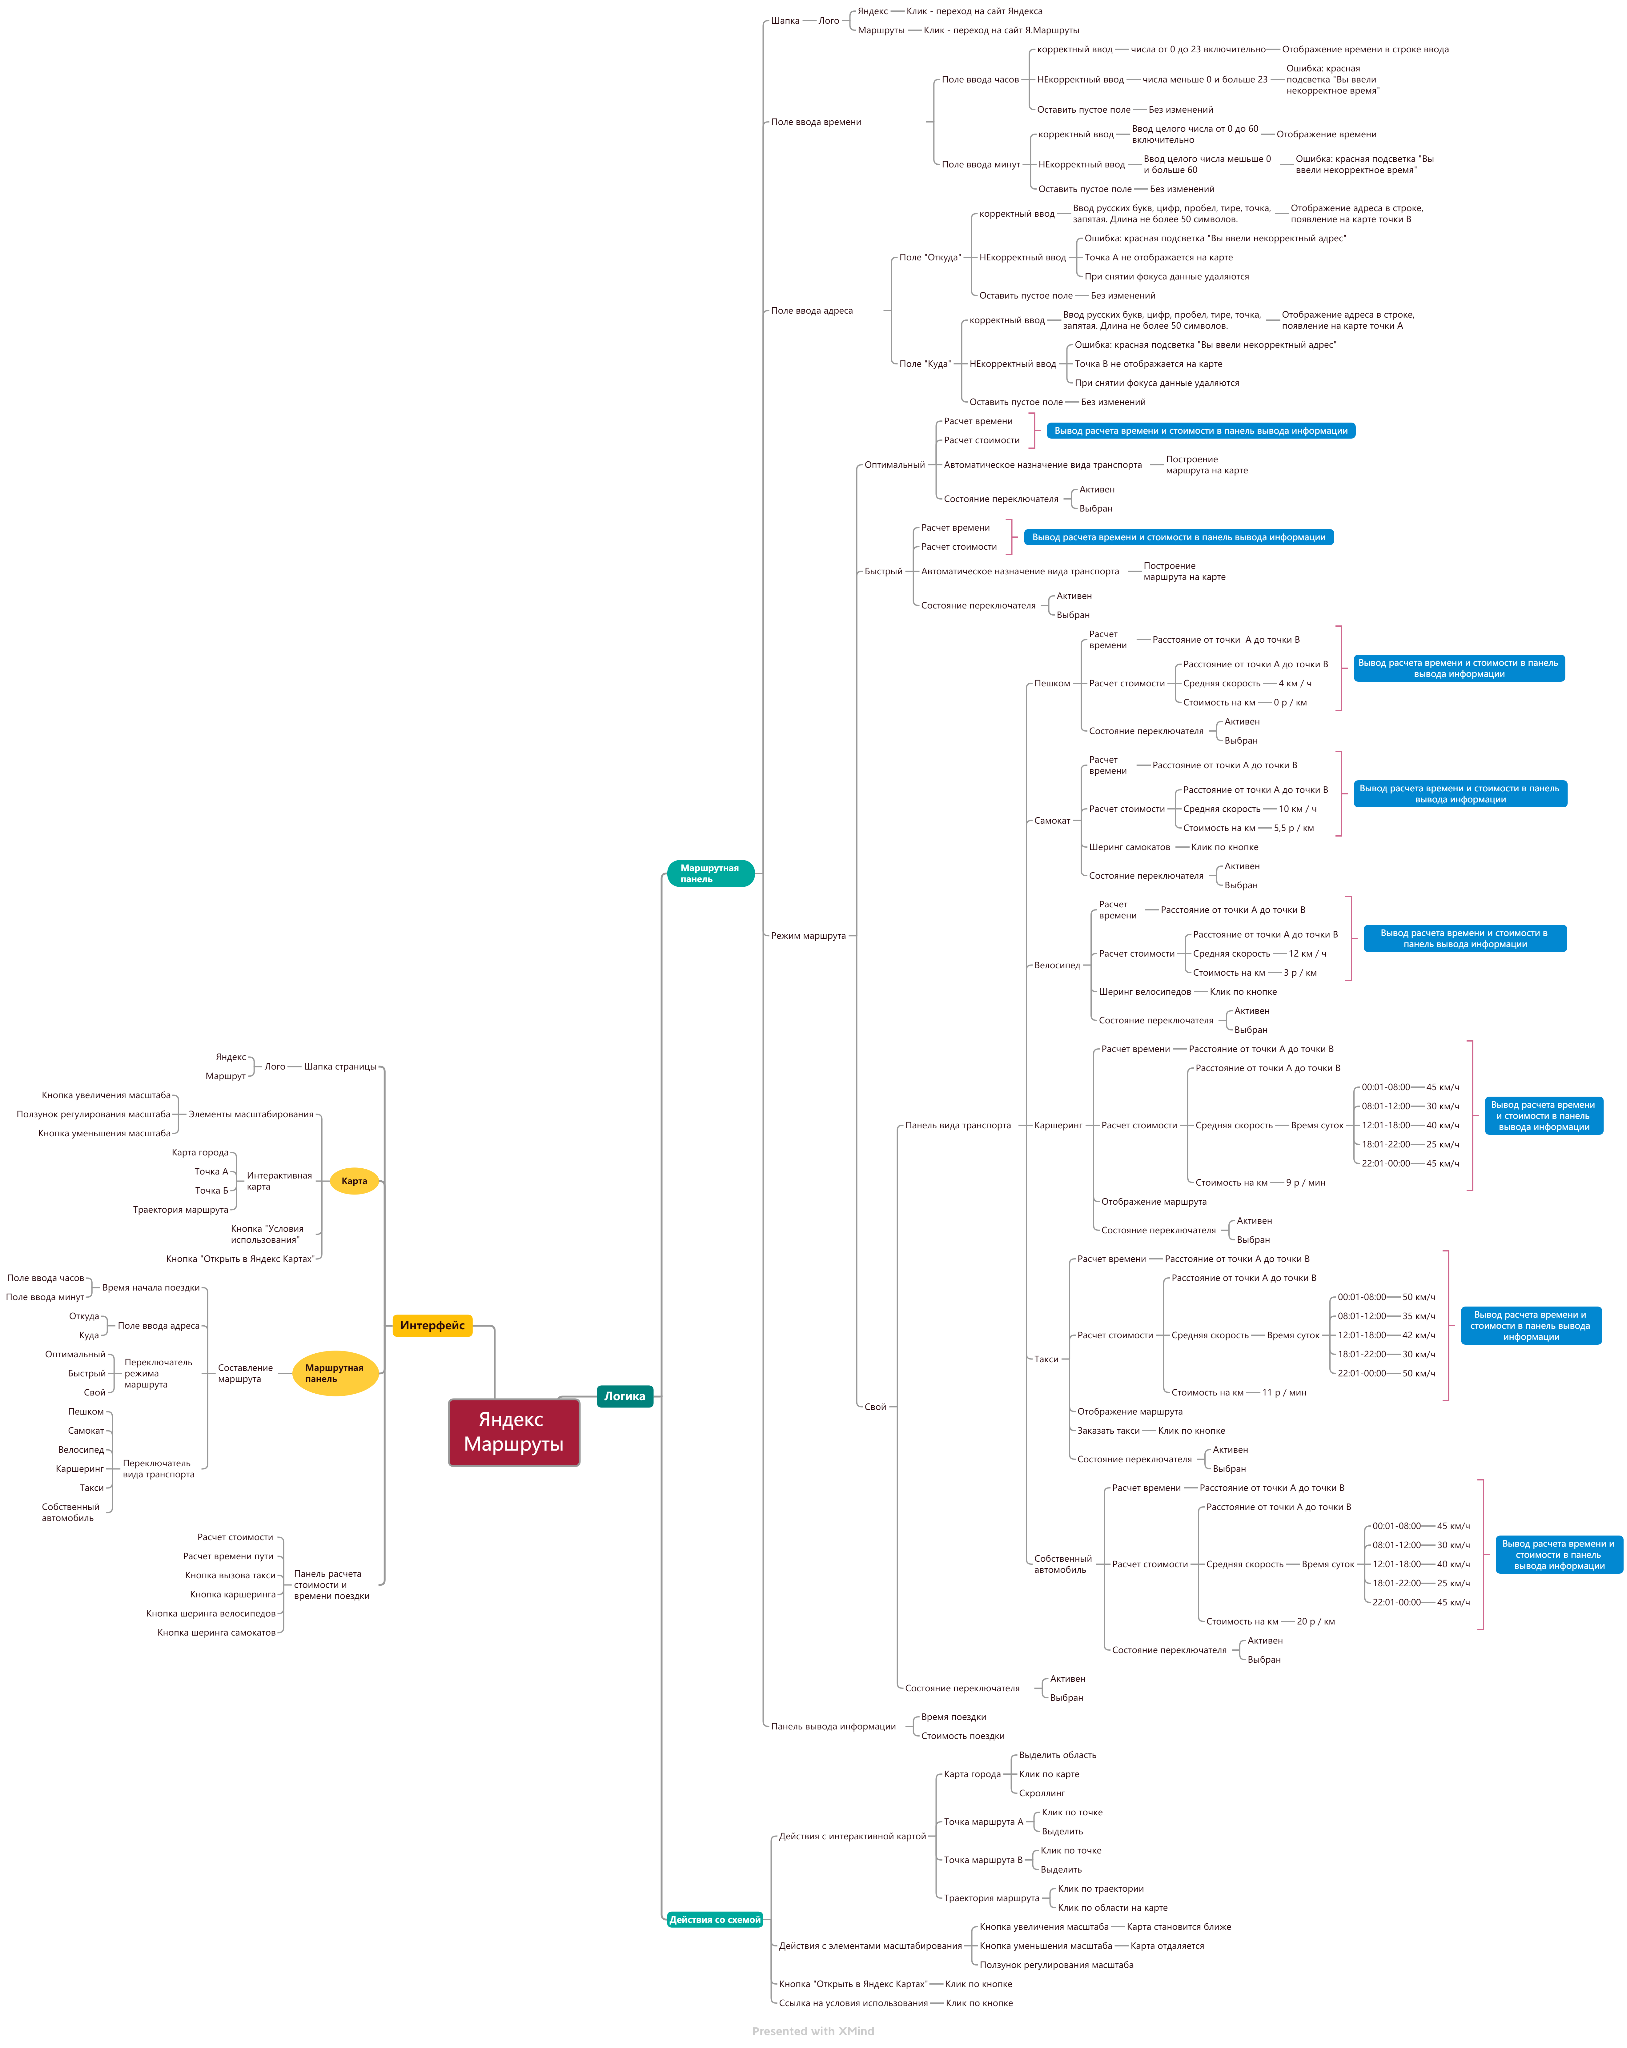 Шапка
Лого
Яндекс
Клик - переход на сайт Яндекса
Маршруты
Клик - переход на сайт Я.Маршруты
Поле ввода времени
Поле ввода часов
корректный ввод
числа от 0 до 23 включительно
Отображение времени в строке ввода
НЕкорректный ввод
числа меньше 0 и больше 23
Ошибка: красная
подсветка "Вы ввели
некорректное время"
Оставить пустое поле
Без изменений
Поле ввода минут
корректный ввод
Ввод целого числа от 0 до 60
включительно
Отображение времени
НЕкорректный ввод
Ввод целого числа мешьше 0
и больше 60
Ошибка: красная подсветка "Вы
ввели некорректное время"
Оставить пустое поле
Без изменений
Поле ввода адреса
Поле "Откуда"
корректный ввод
Ввод русских букв, цифр, пробел, тире, точка,
запятая. Длина не более 50 символов.
Отображение адреса в строке,
появление на карте точки В
НЕкорректный ввод
Ошибка: красная подсветка "Вы ввели некорректный адрес"
Точка А не отображается на карте
При снятии фокуса данные удаляются
Оставить пустое поле
Без изменений
Поле "Куда"
корректный ввод
Ввод русских букв, цифр, пробел, тире, точка,
запятая. Длина не более 50 символов.
Отображение адреса в строке,
появление на карте точки А
НЕкорректный ввод
Ошибка: красная подсветка "Вы ввели некорректный адрес"
Точка В не отображается на карте
При снятии фокуса данные удаляются
Оставить пустое поле
Без изменений
Маршрутная
панель
Режим маршрута
Оптимальный
Расчет времени
Расчет стоимости
Вывод расчета времени и стоимости в панель вывода информации
Автоматическое назначение вида транспорта
Построение
маршрута на карте
Состояние переключателя
Активен
Выбран
Быстрый
Расчет времени
Расчет стоимости
Вывод расчета времени и стоимости в панель вывода информации
Автоматическое назначение вида транспорта
Построение
маршрута на карте
Состояние переключателя
Активен
Выбран
Свой
Панель вида транспорта
Пешком
Расчет
времени
Расстояние от точки  А до точки В
Расчет стоимости
Расстояние от точки А до точки В
Средняя скорость
4 км / ч
Стоимость на км
0 р / км
Вывод расчета времени и стоимости в панель
вывода информации
Состояние переключателя
Активен
Выбран
Самокат
Расчет
времени
Расстояние от точки А до точки В
Расчет стоимости
Расстояние от точки А до точки В
Средняя скорость
10 км / ч
Стоимость на км
5,5 р / км
Вывод расчета времени и стоимости в панель
вывода информации
Шеринг самокатов
Клик по кнопке
Состояние переключателя
Активен
Выбран
Велосипед
Расчет
времени
Расстояние от точки А до точки В
Расчет стоимости
Расстояние от точки А до точки В
Средняя скорость
12 км / ч
Стоимость на км
3 р / км
Вывод расчета времени и стоимости в
панель вывода информации
Шеринг велосипедов
Клик по кнопке
Состояние переключателя
Активен
Выбран
Каршеринг
Расчет времени
Расстояние от точки А до точки В
Расчет стоимости
Расстояние от точки А до точки В
Средняя скорость
Время суток
00:01-08:00
45 км/ч
08:01-12:00
30 км/ч
12:01-18:00
40 км/ч
18:01-22:00
25 км/ч
22:01-00:00
45 км/ч
Стоимость на км
9 р / мин
Вывод расчета времени
и стоимости в панель
вывода информации
Отображение маршрута
Состояние переключателя
Активен
Выбран
Такси
Расчет времени
Расстояние от точки А до точки В
Расчет стоимости
Расстояние от точки А до точки В
Средняя скорость
Время суток
00:01-08:00
50 км/ч
08:01-12:00
35 км/ч
12:01-18:00
42 км/ч
18:01-22:00
30 км/ч
22:01-00:00
50 км/ч
Стоимость на км
11 р / мин
Вывод расчета времени и
стоимости в панель вывода
информации
Отображение маршрута
Заказать такси
Клик по кнопке
Состояние переключателя
Активен
Выбран
Собственный
автомобиль
Расчет времени
Расстояние от точки А до точки В
Расчет стоимости
Расстояние от точки А до точки В
Средняя скорость
Время суток
00:01-08:00
45 км/ч
08:01-12:00
30 км/ч
12:01-18:00
40 км/ч
18:01-22:00
25 км/ч
22:01-00:00
45 км/ч
Стоимость на км
20 р / км
Вывод расчета времени и
стоимости в панель
вывода информации
Состояние переключателя
Активен
Выбран
Состояние переключателя
Активен
Выбран
Панель вывода информации
Время поездки
Стоимость поездки
Яндекс
Маршрут
Лого
Шапка страницы
Кнопка увеличения масштаба
Ползунок регулирования масштаба
Кнопка уменьшения масштаба
Элементы масштабирования
Карта города
Точка А
Точка Б
Траектория маршрута
Интерактивная
карта
Карта
Кнопка "Условия
использования"
Кнопка "Открыть в Яндекс Картах"
Поле ввода часов
Поле ввода минут
Время начала поездки
Откуда
Куда
Поле ввода адреса
Оптимальный
Быстрый
Свой
Переключатель
режима
маршрута
Составление
маршрута
Маршрутная
панель
Пешком
Самокат
Велосипед
Каршеринг
Такси
Собственный
автомобиль
Переключатель
вида транспорта
Расчет стоимости
Расчет времени пути
Кнопка вызова такси
Кнопка каршеринга
Кнопка шеринга велосипедов
Кнопка шеринга самокатов
Панель расчета
стоимости и
времени поездки
Интерфейс
Яндекс
Маршруты
Логика
Действия со схемой
Действия с интерактивной картой
Карта города
Выделить область
Клик по карте
Скроллинг
Точка маршрута А
Клик по точке
Выделить
Точка маршрута В
Клик по точке
Выделить
Траектория маршрута
Клик по траектории
Клик по области на карте
Действия с элементами масштабирования
Кнопка увеличения масштаба
Карта становится ближе
Кнопка уменьшения масштаба
Карта отдаляется
Ползунок регулирования масштаба
Кнопка "Открыть в Яндекс Картах"
Клик по кнопке
Ссылка на условия использования
Клик по кнопке
Presented with XMind